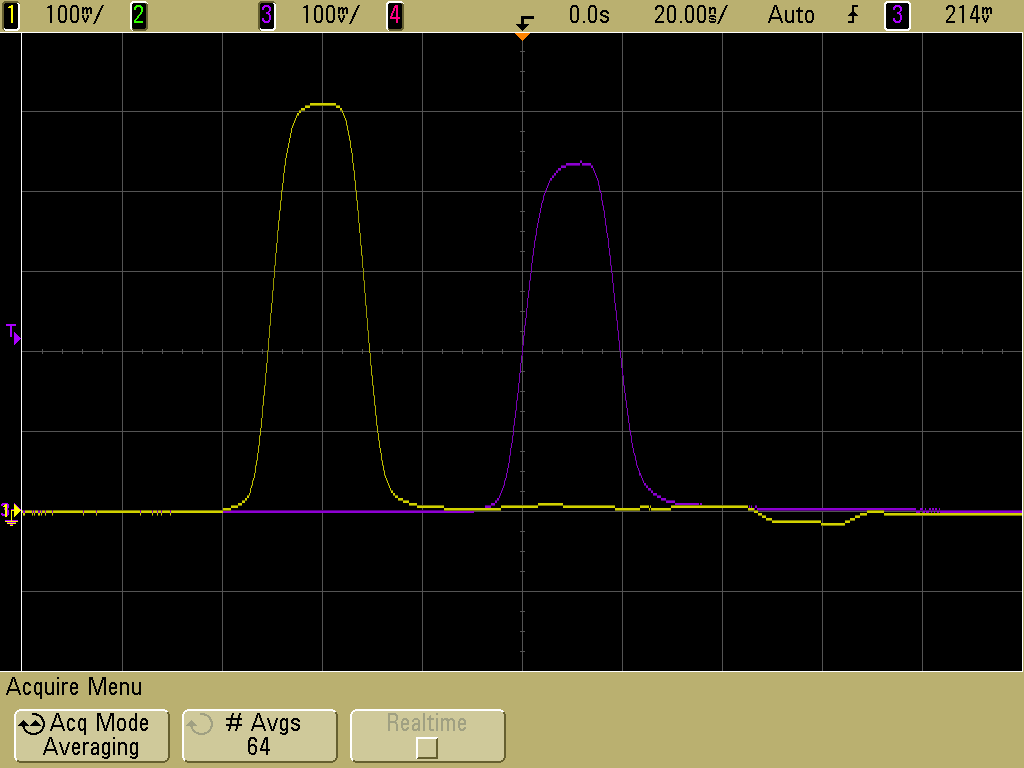 1 100mV/ 2 3 100mV/ 4 0.0s 20.00ns/ Auto 3 214mV
T
1
Acquire Menu
Acq Mode # Avgs Realtime
Averaging 64